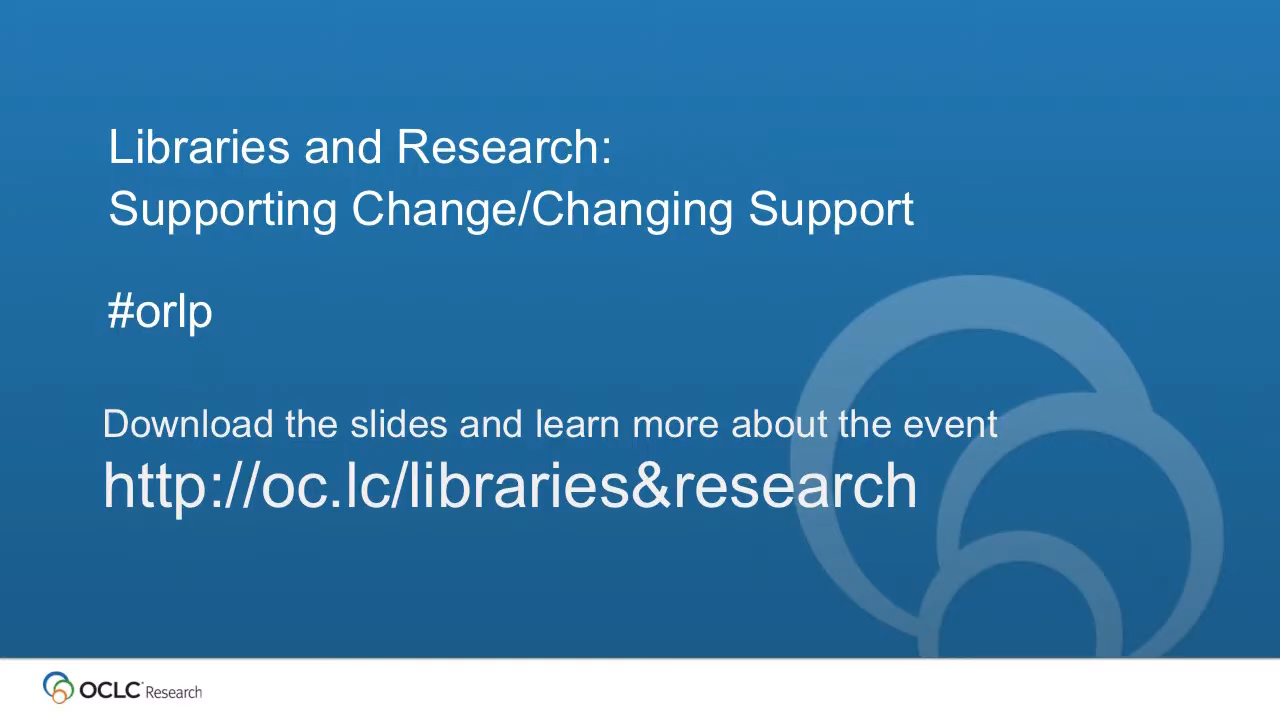 Libraries and Research:
Supporting Change/Changing Support
#orlp
Download the slides and learn more about the event
http://oc.lc/libraries&research
OCLC Research